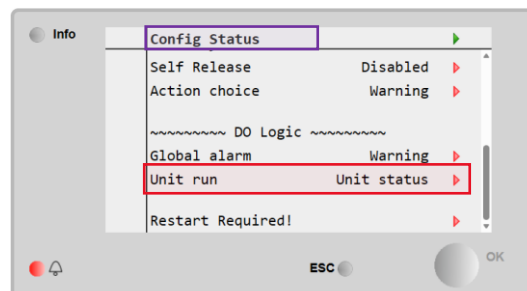 Info
Config Status
Self Release Disabled
Action choice Warning
~~~~~~~~~ DO Logic ~~~~~~~~~
Global alarm Warning
Unit run Unit status
Restart Required!
ESC
OK